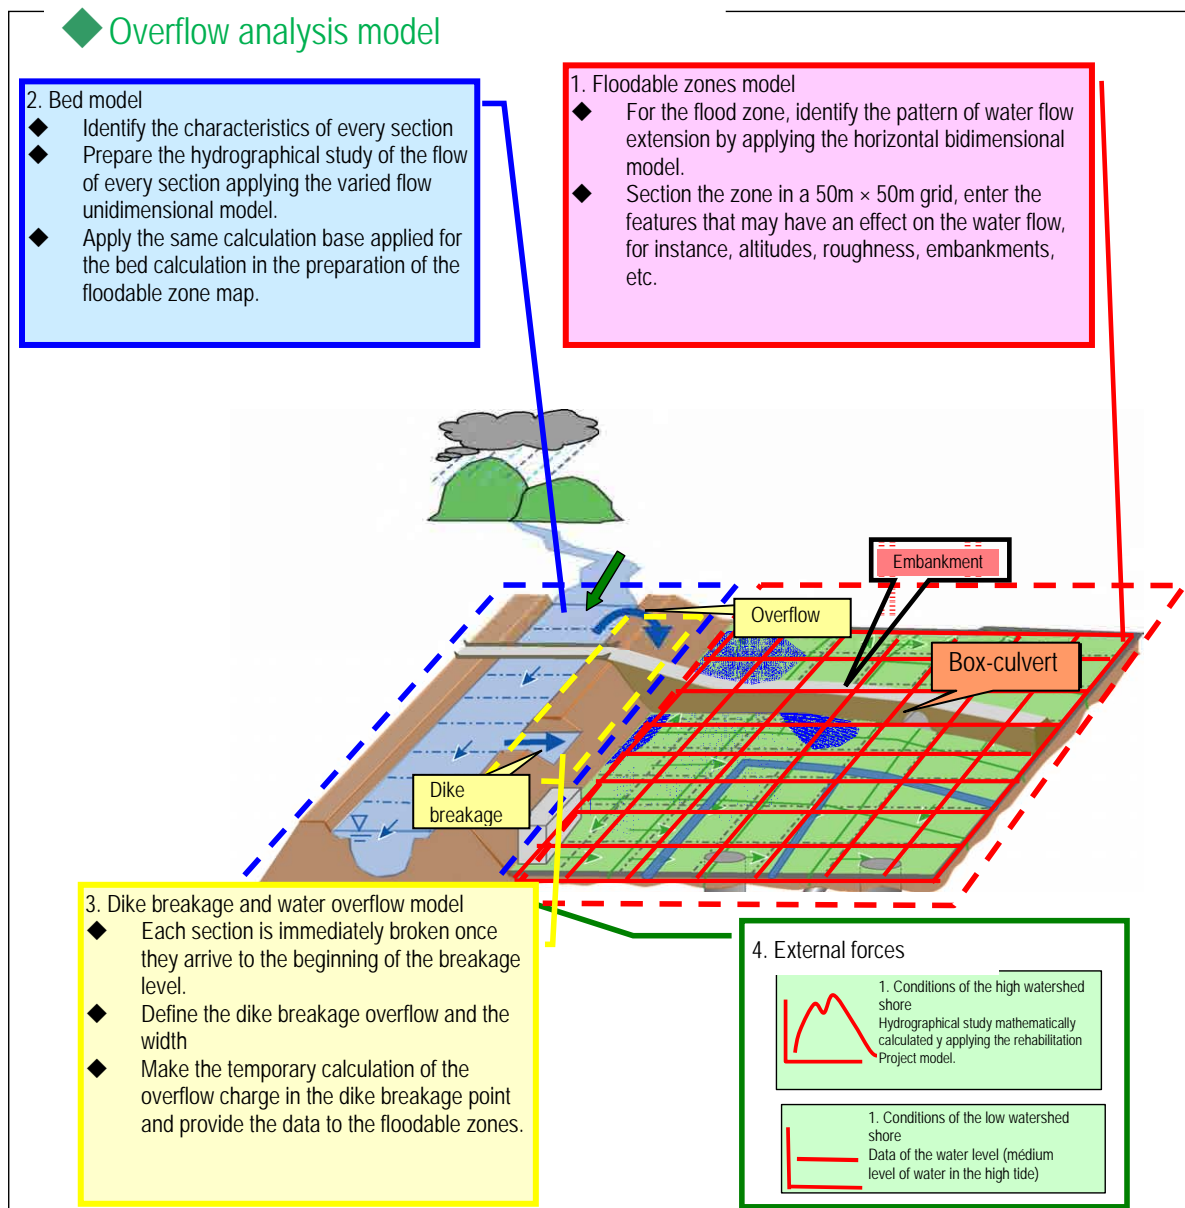 Overflow analysis model
2. Bed model
◆ Identify the characteristics of every section
◆ Prepare the hydrographical study of the flow
of every section applying the varied flow
unidimensional model.
◆ Apply the same calculation base applied for
the bed calculation in the preparation of the
floodable zone map.
1. Floodable zones model
◆ For the flood zone, identify the pattern of water flow
extension by applying the horizontal bidimensional
model.
◆ Section the zone in a 50m × 50m grid, enter the
features that may have an effect on the water flow,
for instance, altitudes, roughness, embankments,
etc.
Embankment
Overflow
Box-culvert
Dike
breakage
3. Dike breakage and water overflow model
◆ Each section is immediately broken once
they arrive to the beginning of the breakage
level.
◆ Define the dike breakage overflow and the
width
◆ Make the temporary calculation of the
overflow charge in the dike breakage point
and provide the data to the floodable zones.
4. External forces
1. Conditions of the high watershed
shore
Hydrographical study mathematically
calculated y applying the rehabilitation
Project model.
1. Conditions of the low watershed
shore
Data of the water level (médium
level of water in the high tide)